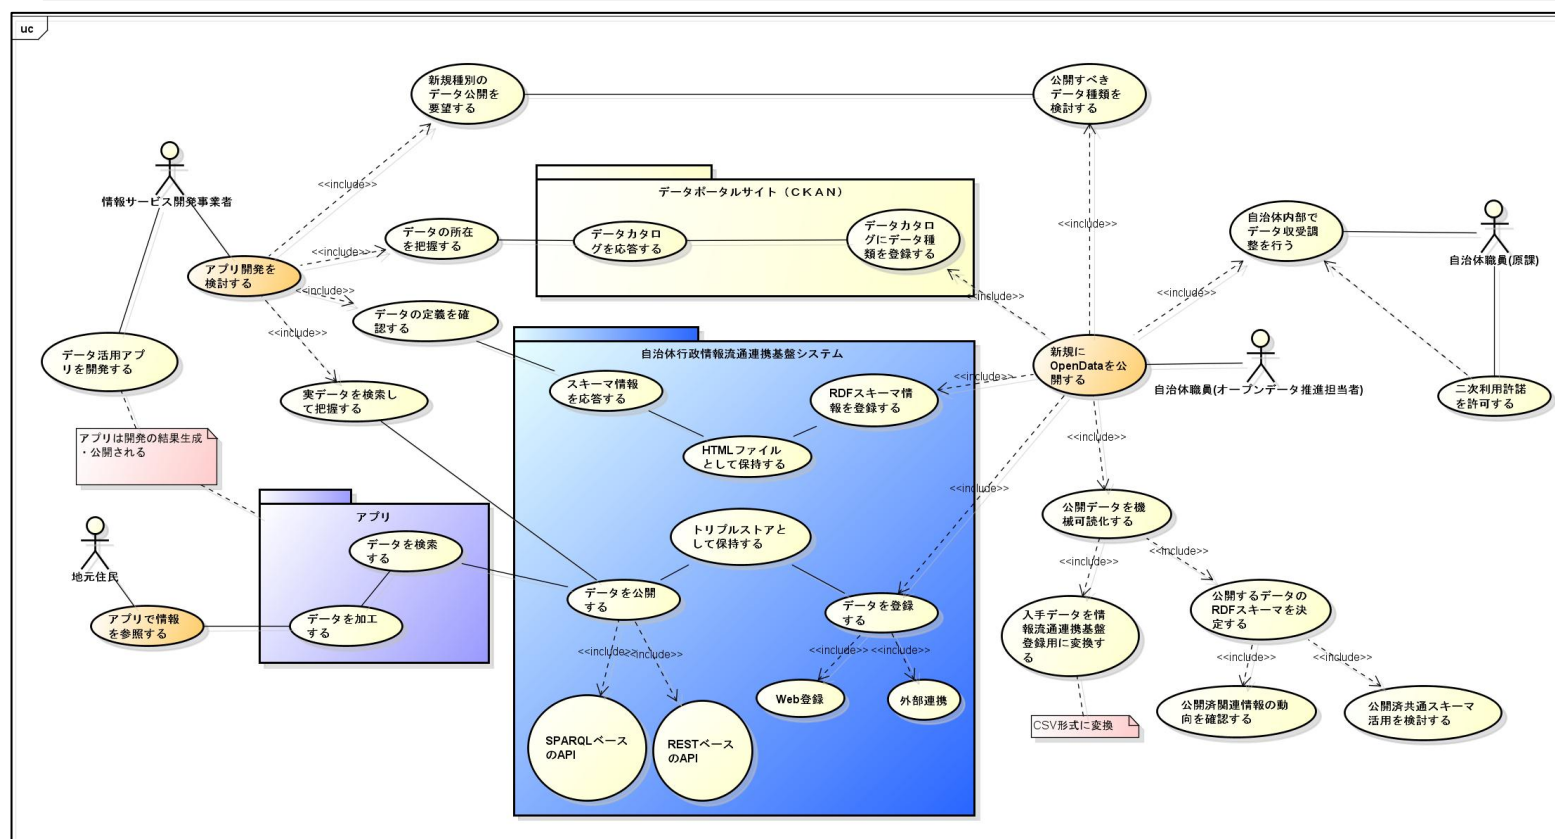 uc
新規種別の
データ公開を
要望する
公開すべき
データ種類を
検討する
情報サービス開発事業者
<<include>>
データポータルサイト（ＣＫＡＮ）
データカタロ
グを応答する
データカタロ
グにデータ種
類を登録する
<<include>>
自治体内部で
データ収受調
整を行う
自治体職員(原課)
データの所在
を把握する
<<include>>
アプリ開発を
検討する
<<include>>
<<include>>
<<include>>
データの定義を確
認する
<<include>>
データ活用アプ
リを開発する
実データを検索し
て把握する
自治体行政情報流通連携基盤システム
スキーマ情報
を応答する
RDFスキーマ情
報を登録する
<<include>>
新規に
OpenDataを公
開する
自治体職員(オープンデータ推進担当者)
二次利用許諾
を許可する
アプリは開発の結果生成
・公開される
HTMLファイル
として保持する
<<include>>
<<include>>
アプリ
データを検索
する
データを加工
する
地元住民
アプリで情報
を参照する
トリプルストアと
して保持する
データを公開
する
データを登録
する
公開データを機
械可読化する
<<include>>
<<include>>
入手データを情
報流通連携基盤
登録用に変換す
る
公開するデータの
RDFスキーマを決
定する
<<include>>
<<include>>
<<include>>
<<include>>
<<include>>
<<include>>
SPARQLベース
のAPI
RESTベース
のAPI
Web登録
外部連携
CSV形式に変換
公開済関連情報の動
向を確認する
公開済共通スキーマ
活用を検討する